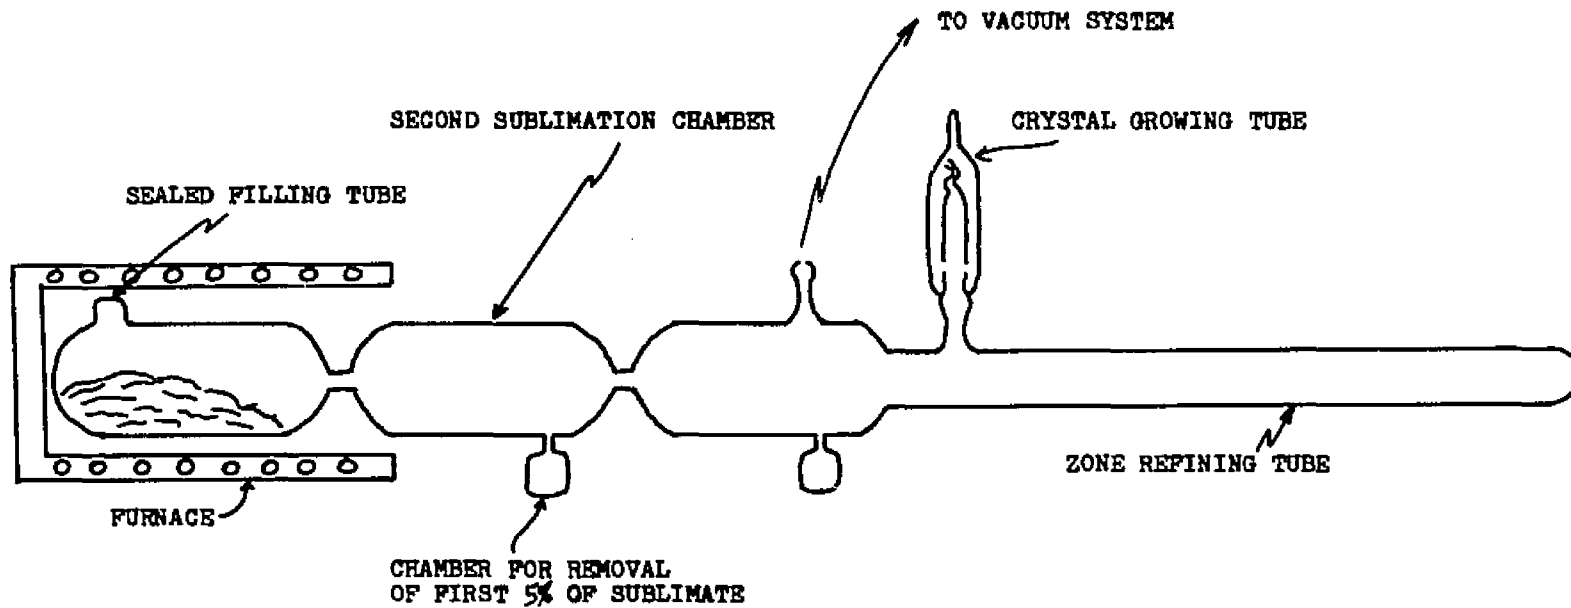 TO VACUUM SYSTEM
SECOND SUBLIMATION CHAMBER
CRYSTAL GROWING TUBE
SEALED FILLING TUBE
ZONE REFINING TUBE
FURNACE
CHAMBER FOR REMOVAL
OF FIRST 5% OF SUBLIMATE